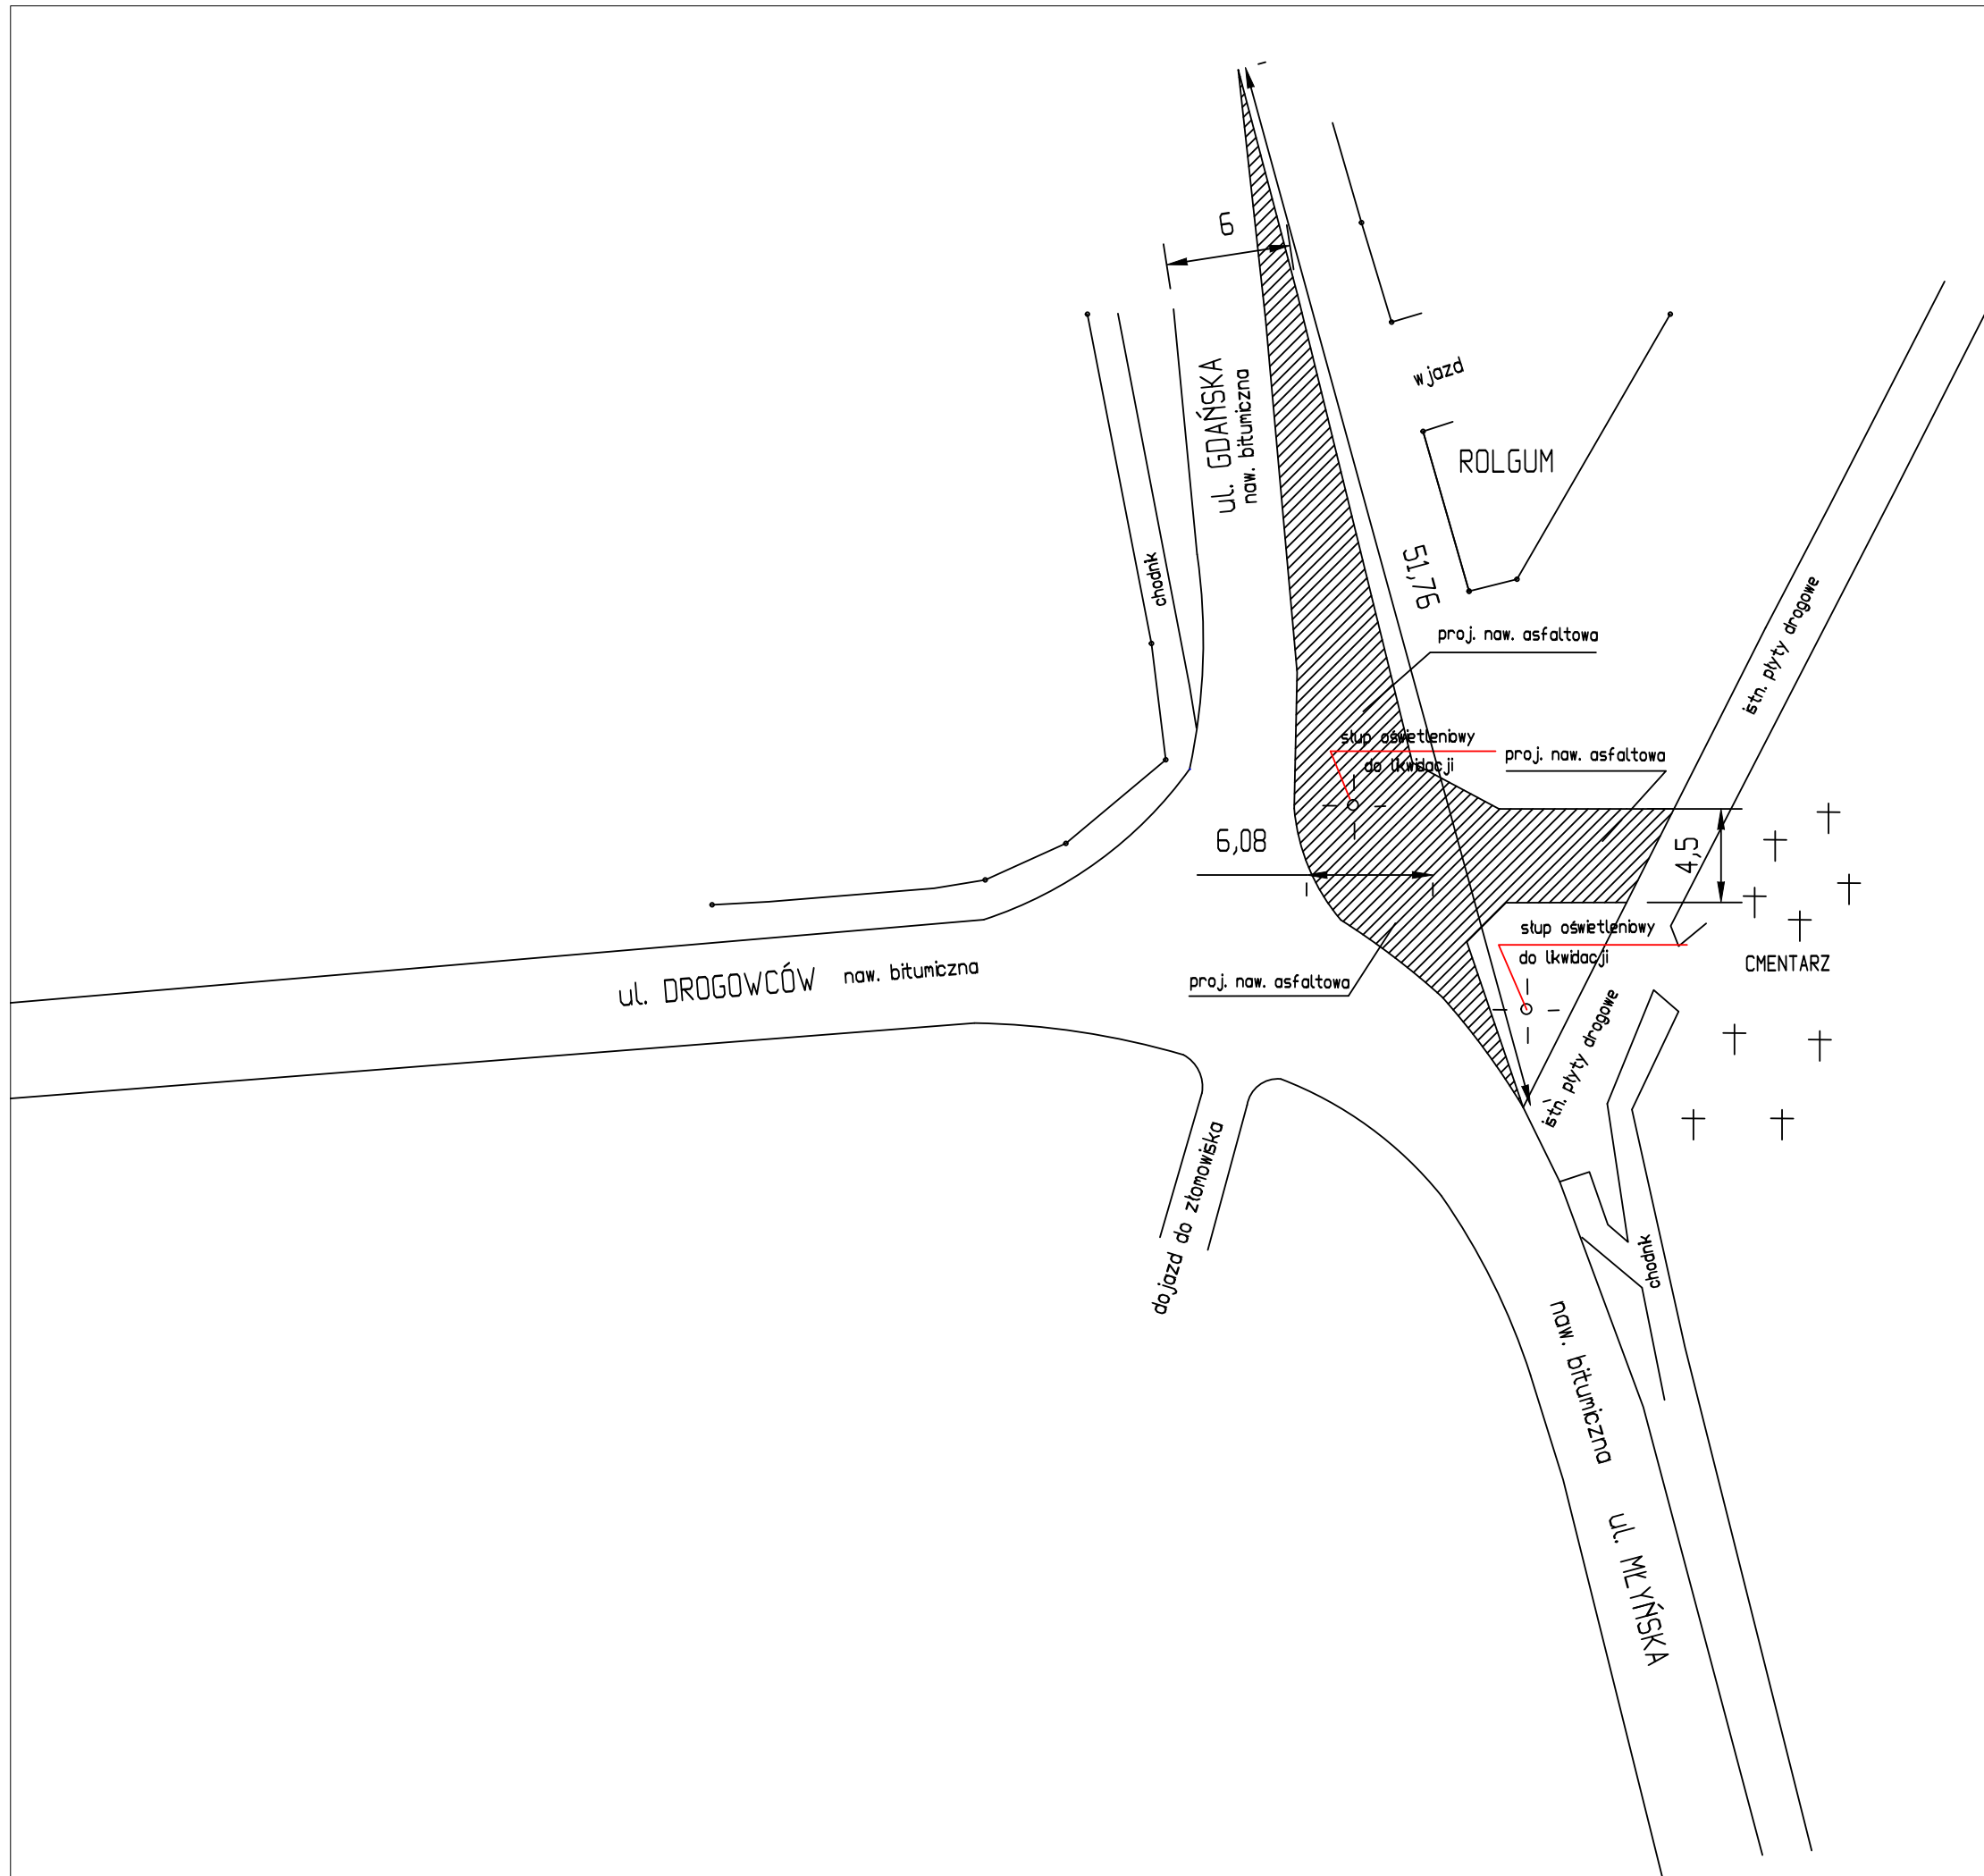 6
ul. GDAŃSKA
naw. bitumiczna
wjazd
ROLGUM
chodnik
51,76
proj. naw. asfaltowa
istn. płyty drogowe
słup oświetleniowy
do likwidacji
proj. naw. asfaltowa
6,08
4,5
słup oświetleniowy
do likwidacji
CMENTARZ
ul. DROGOWCÓW naw. bitumiczna
proj. naw. asfaltowa
istn. płyty drogowe
dojazd do złomowiska
chodnik
naw. bitumiczna ul. MŁYŃSKA